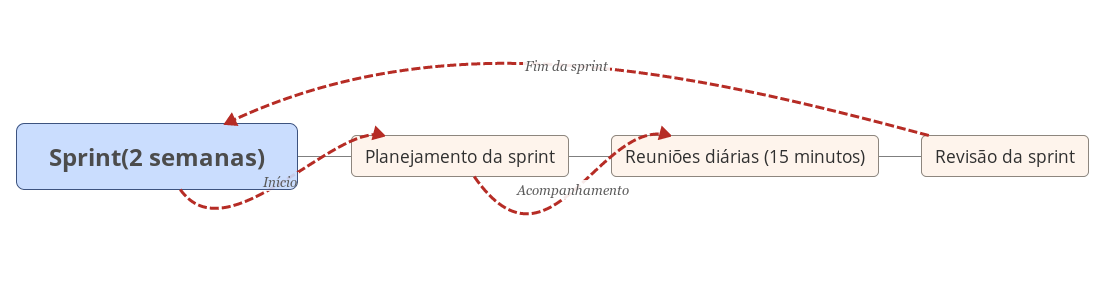 Fim da sprint
Sprint(2 semanas)
Planejamento da sprint
Reuniões diárias (15 minutos)
Revisão da sprint
Início
Acompanhamento